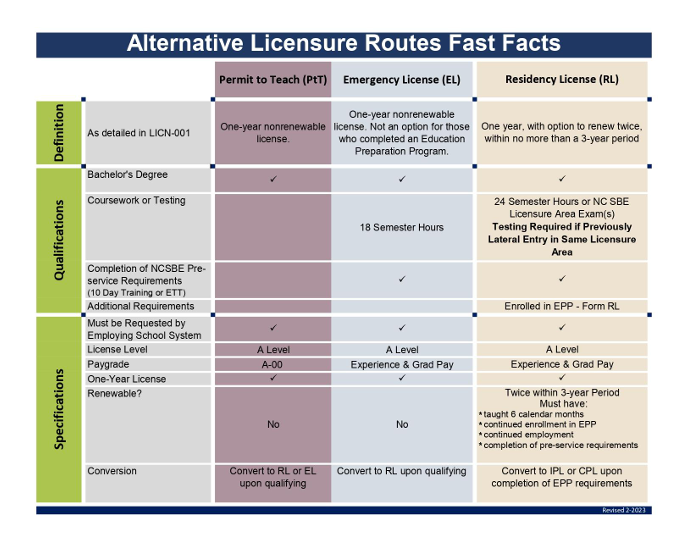 Alternative Licensure Routes Fast Facts
Permit to Teach (PtT)
Emergency License (EL)
Residency License (RL)
Definition
As detailed in LICN-001
One-year nonrenewable
license.
One-year nonrenewable
license. Not an option for those
who completed an Education
Preparation Program.
One year, with option to renew twice,
within no more than a 3-year period
Qualifications
Bachelor's Degree
✓
✓
✓
Coursework or Testing
18 Semester Hours
24 Semester Hours or NC SBE
Licensure Area Exam(s)
Testing Required if Previously
Lateral Entry in Same Licensure
Area
Completion of NCSBE Pre-
service Requirements
(10 Day Training or ETT)
✓
✓
Additional Requirements
Enrolled in EPP - Form RL
Specifications
Must be Requested by
Employing School System
✓
✓
✓
License Level
A Level
A Level
A Level
Paygrade
A-00
Experience & Grad Pay
Experience & Grad Pay
One-Year License
✓
✓
✓
Renewable?
No
No
Twice within 3-year Period
Must have:
* taught 6 calendar months
* continued enrollment in EPP
* continued employment
* completion of pre-service requirements
Conversion
Convert to RL or EL
upon qualifying
Convert to RL upon qualifying
Convert to IPL or CPL upon
completion of EPP requirements
Revised 2-2023